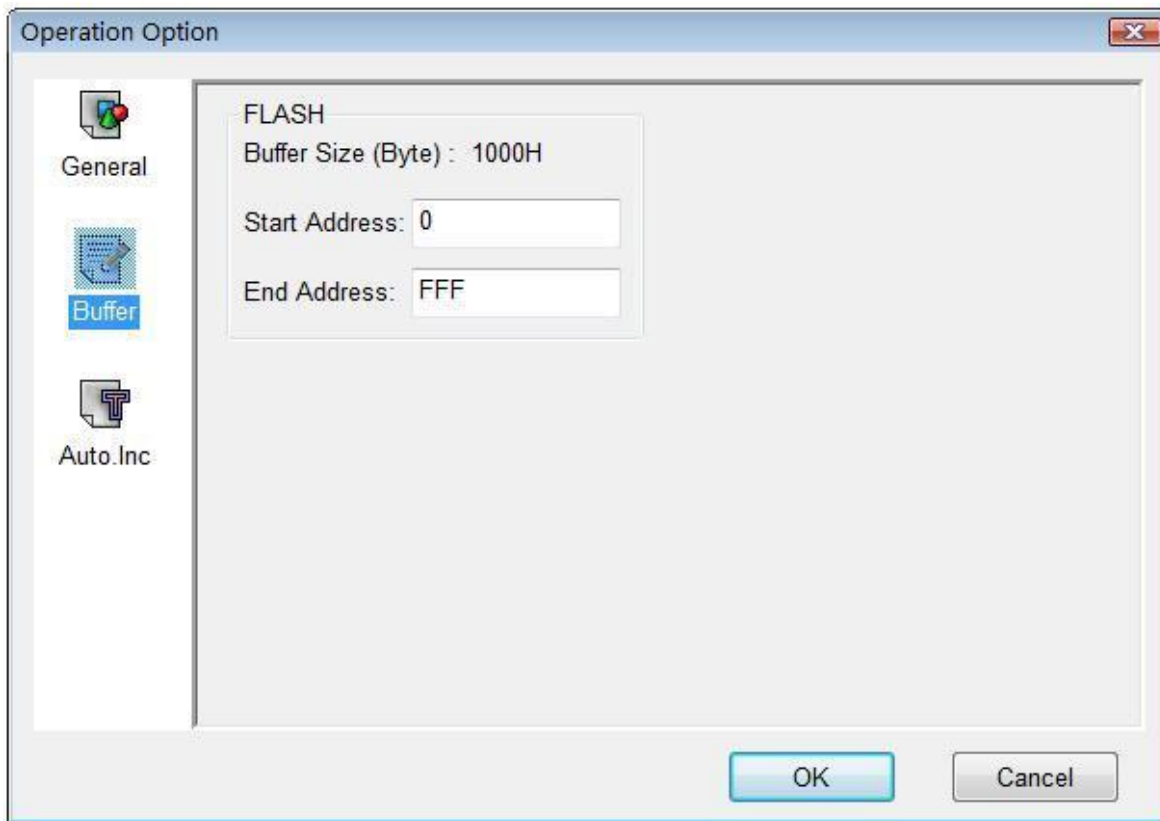 Operation Option
General
Buffer
Auto.Inc
FLASH
Buffer Size (Byte) : 1000H
Start Address: 0
End Address: FFF
OK
Cancel